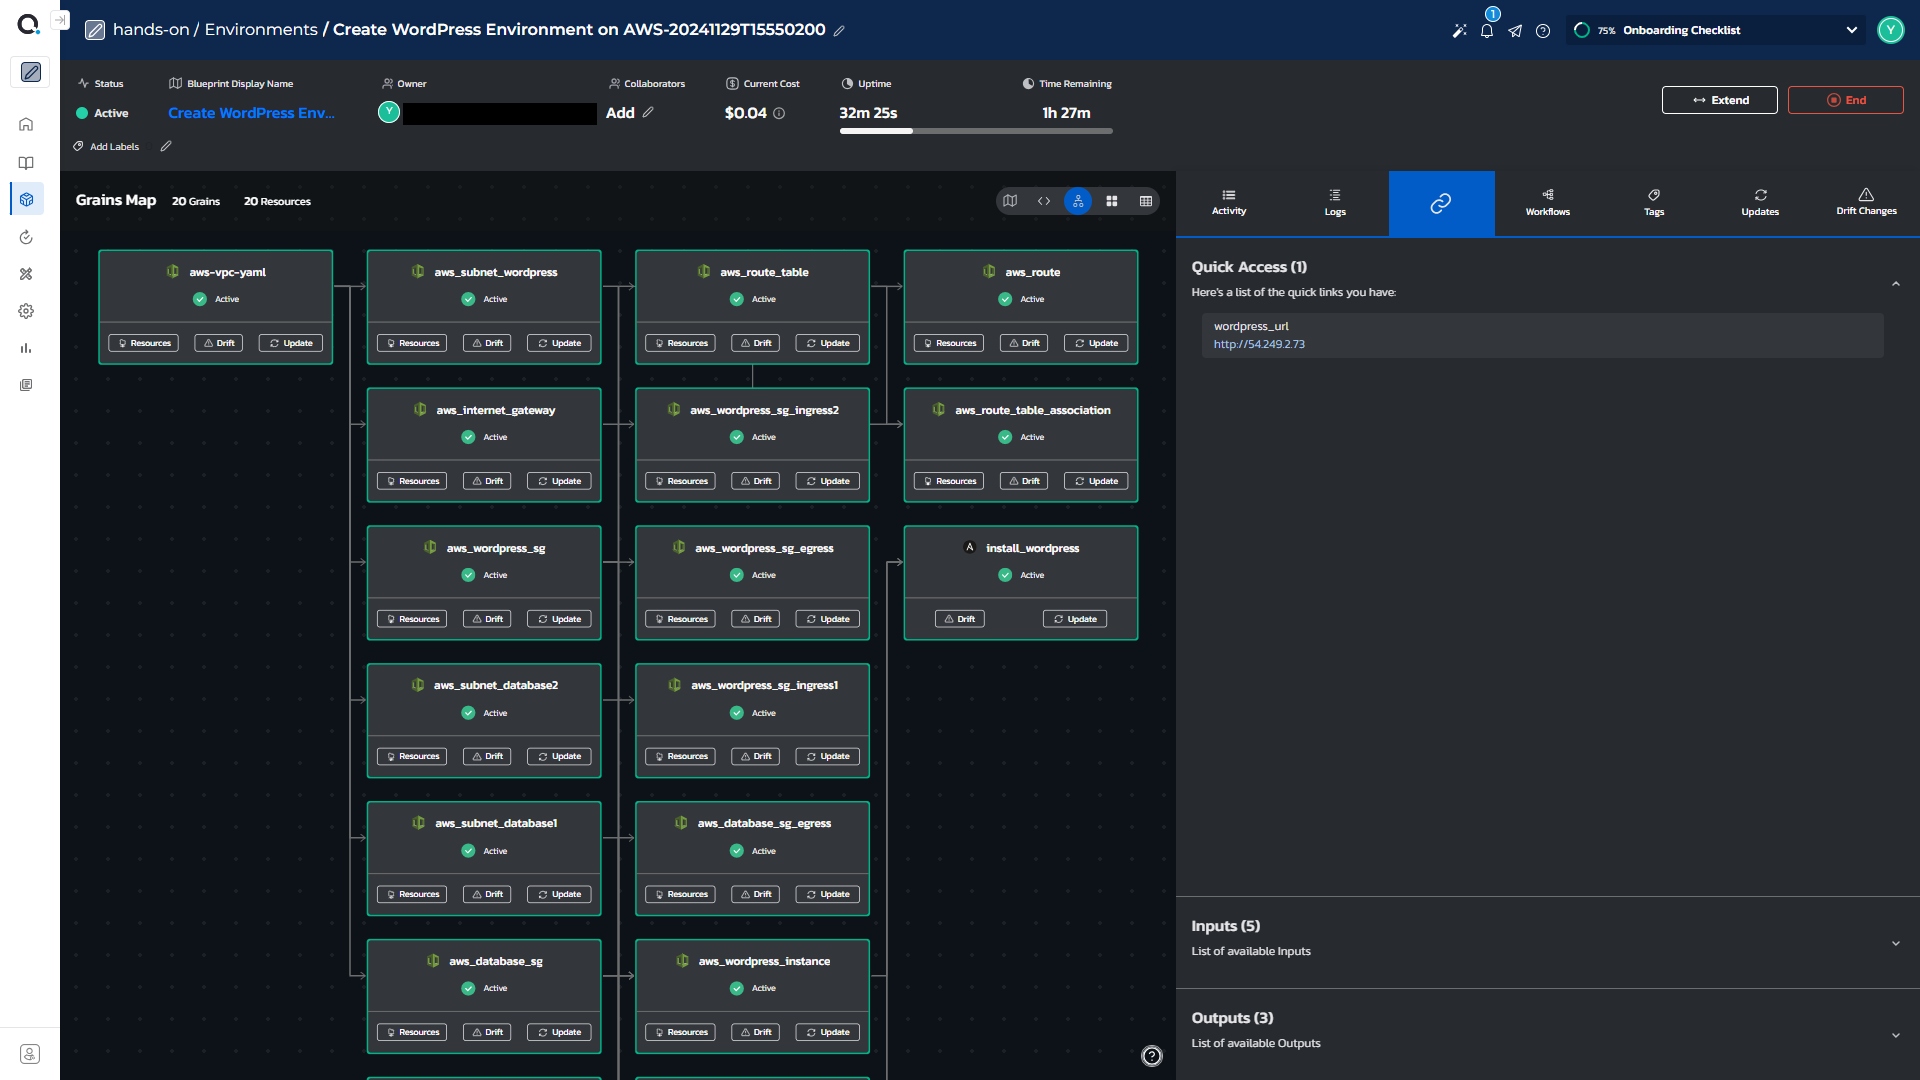 hands-on / Environments / Create WordPress Environment on AWS-20241129T15550200
1
75% Onboarding Checklist
Y
Status
Blueprint Display Name
Owner
Collaborators
Current Cost
Uptime
Time Remaining
Active
Create WordPress Env...
Y
Add
$0.04
32m 25s
1h 27m
Extend
End
Add Labels
Grains Map 20 Grains 20 Resources
Activity
Logs
Workflows
Tags
Updates
Drift Changes
aws-vpc-yaml
Active
Resources Drift Update
aws_subnet_wordpress
Active
Resources Drift Update
aws_route_table
Active
Resources Drift Update
aws_route
Active
Resources Drift Update
aws_internet_gateway
Active
Resources Drift Update
aws_wordpress_sg_ingress2
Active
Resources Drift Update
aws_route_table_association
Active
Resources Drift Update
aws_wordpress_sg
Active
Resources Drift Update
aws_wordpress_sg_egress
Active
Resources Drift Update
install_wordpress
Active
Drift Update
aws_subnet_database2
Active
Resources Drift Update
aws_wordpress_sg_ingress1
Active
Resources Drift Update
aws_subnet_database1
Active
Resources Drift Update
aws_database_sg_egress
Active
Resources Drift Update
aws_database_sg
Active
Resources Drift Update
aws_wordpress_instance
Active
Resources Drift Update
Quick Access (1)
Here's a list of the quick links you have:
wordpress_url
http://54.249.2.73
Inputs (5)
List of available Inputs
Outputs (3)
List of available Outputs